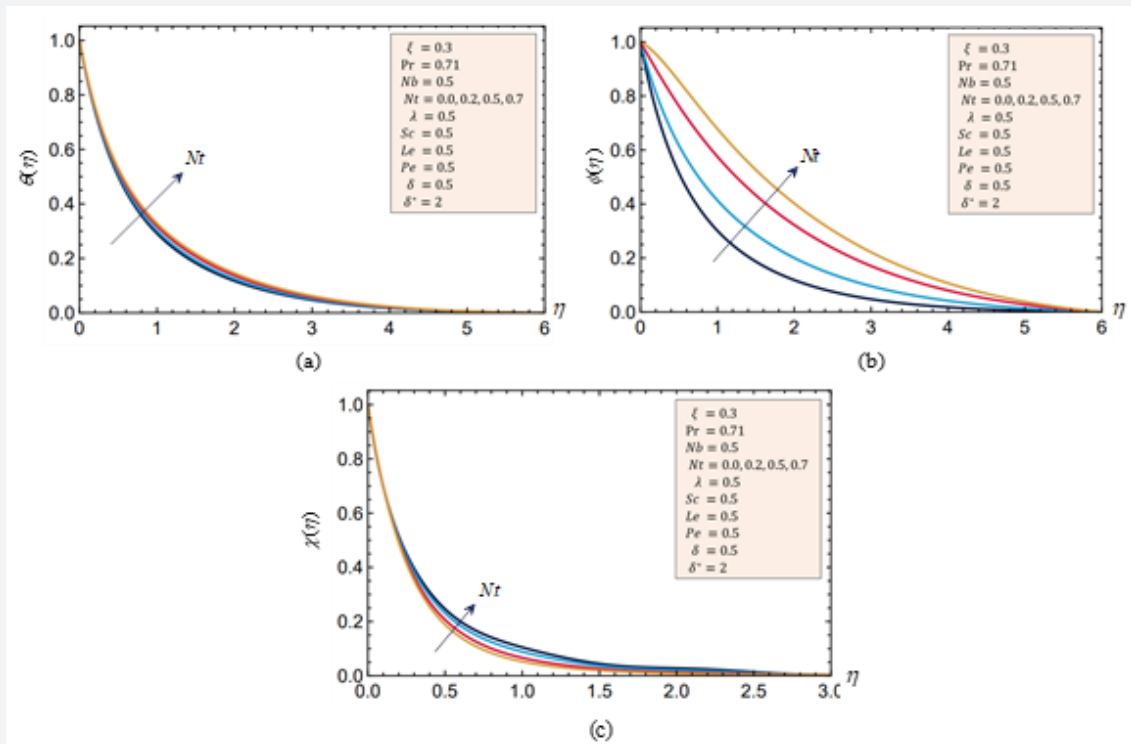 1.0
0.8
0.6
0.4
0.2
0.0
θ(η)
Nt
ξ = 0.3
Pr = 0.71
Nb = 0.5
Nt = 0.0, 0.2, 0.5, 0.7
λ = 0.5
Sc = 0.5
Le = 0.5
Pe = 0.5
δ = 0.5
δ* = 2
0 1 2 3 4 5 6
η
(a)
1.0
0.8
0.6
0.4
0.2
0.0
ϕ(η)
Nt
ξ = 0.3
Pr = 0.71
Nb = 0.5
Nt = 0.0, 0.2, 0.5, 0.7
λ = 0.5
Sc = 0.5
Le = 0.5
Pe = 0.5
δ = 0.5
δ* = 2
0 1 2 3 4 5 6
η
(b)
1.0
0.8
0.6
0.4
0.2
0.0
χ(η)
Nt
ξ = 0.3
Pr = 0.71
Nb = 0.5
Nt = 0.0, 0.2, 0.5, 0.7
λ = 0.5
Sc = 0.5
Le = 0.5
Pe = 0.5
δ = 0.5
δ* = 2
0.0 0.5 1.0 1.5 2.0 2.5 3.0
η
(c)